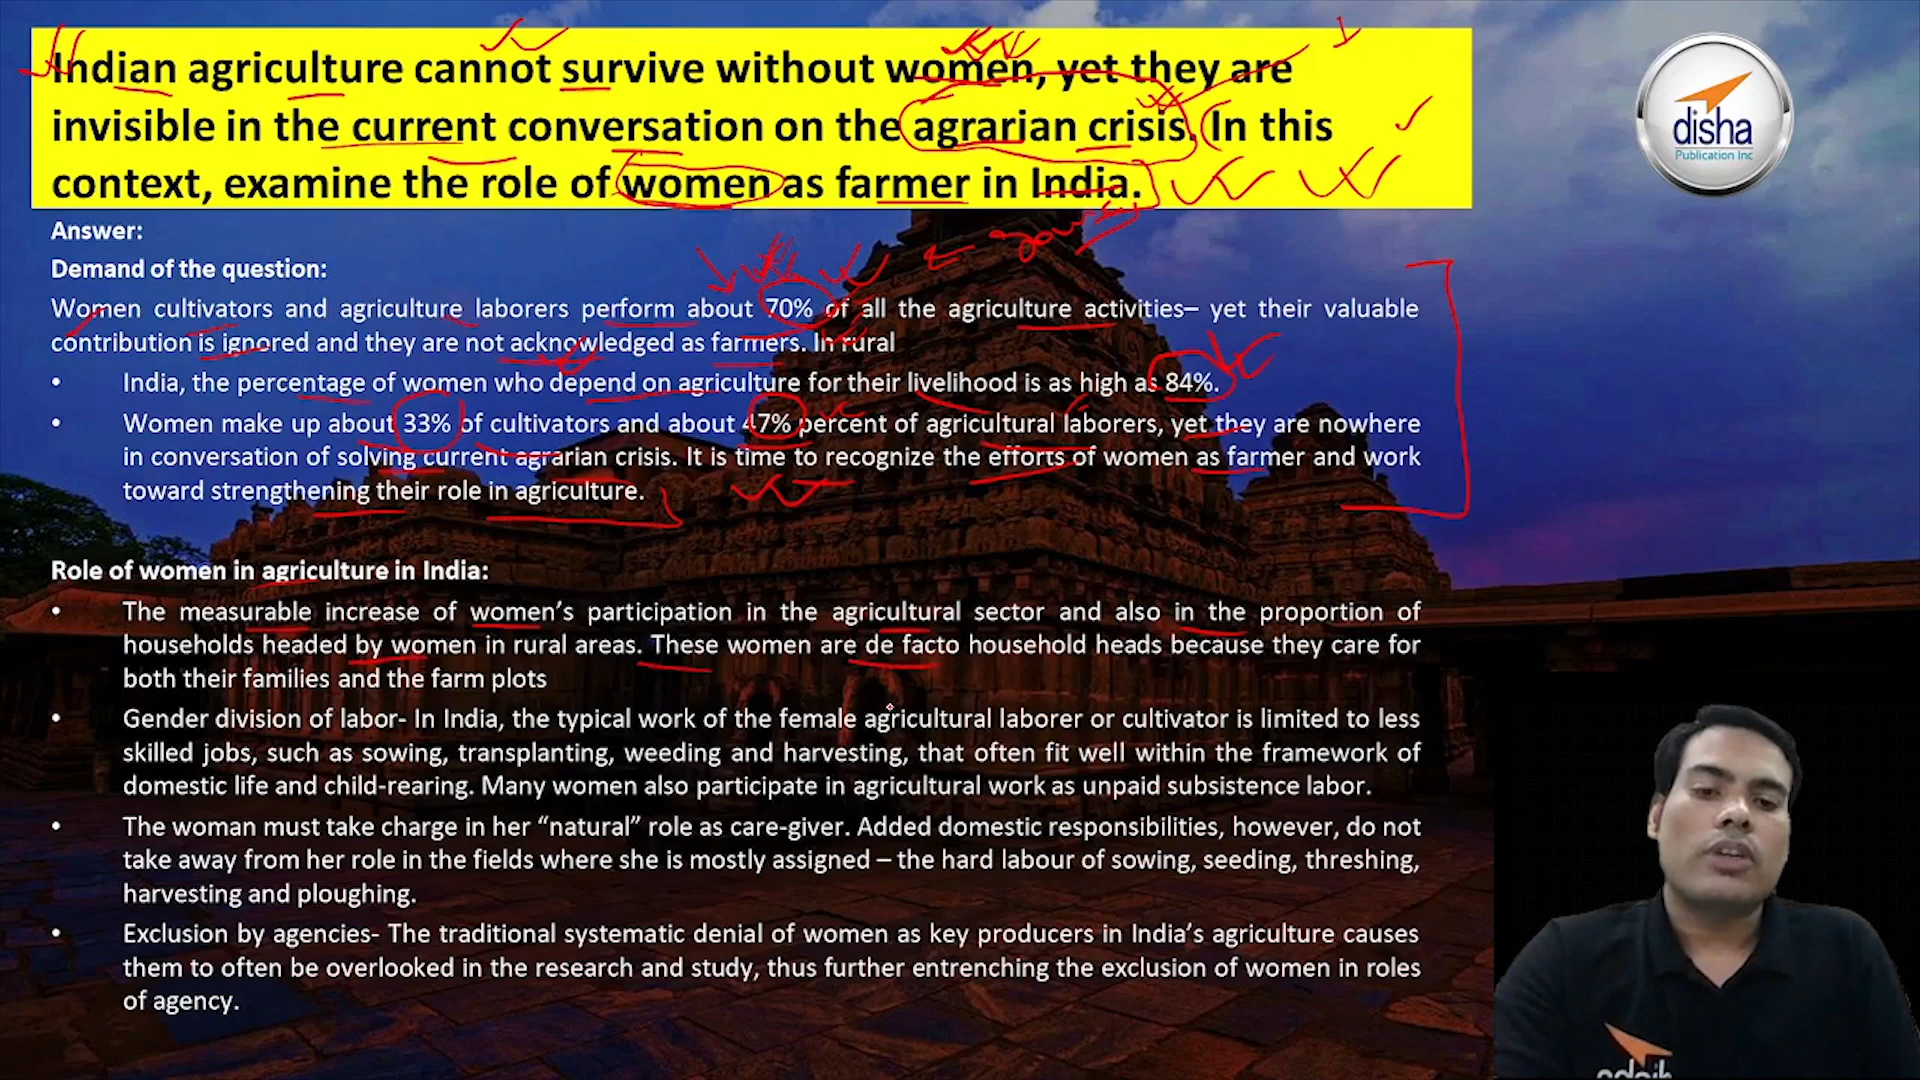 Indian agriculture cannot survive without women, yet they are
invisible in the current conversation on the agrarian crisis. In this
context, examine the role of women as farmer in India.
disha
Publication Inc
Answer:
Demand of the question:
Women cultivators and agriculture laborers perform about 70% of all the agriculture activities– yet their valuable
contribution is ignored and they are not acknowledged as farmers. In rural
• India, the percentage of women who depend on agriculture for their livelihood is as high as 84%.
• Women make up about 33% of cultivators and about 47% percent of agricultural laborers, yet they are nowhere
in conversation of solving current agrarian crisis. It is time to recognize the efforts of women as farmer and work
toward strengthening their role in agriculture.
Role of women in agriculture in India:
• The measurable increase of women's participation in the agricultural sector and also in the proportion of
households headed by women in rural areas. These women are de facto household heads because they care for
both their families and the farm plots
• Gender division of labor- In India, the typical work of the female agricultural laborer or cultivator is limited to less
skilled jobs, such as sowing, transplanting, weeding and harvesting, that often fit well within the framework of
domestic life and child-rearing. Many women also participate in agricultural work as unpaid subsistence labor.
• The woman must take charge in her “natural” role as care-giver. Added domestic responsibilities, however, do not
take away from her role in the fields where she is mostly assigned – the hard labour of sowing, seeding, threshing,
harvesting and ploughing.
• Exclusion by agencies- The traditional systematic denial of women as key producers in India's agriculture causes
them to often be overlooked in the research and study, thus further entrenching the exclusion of women in roles
of agency.